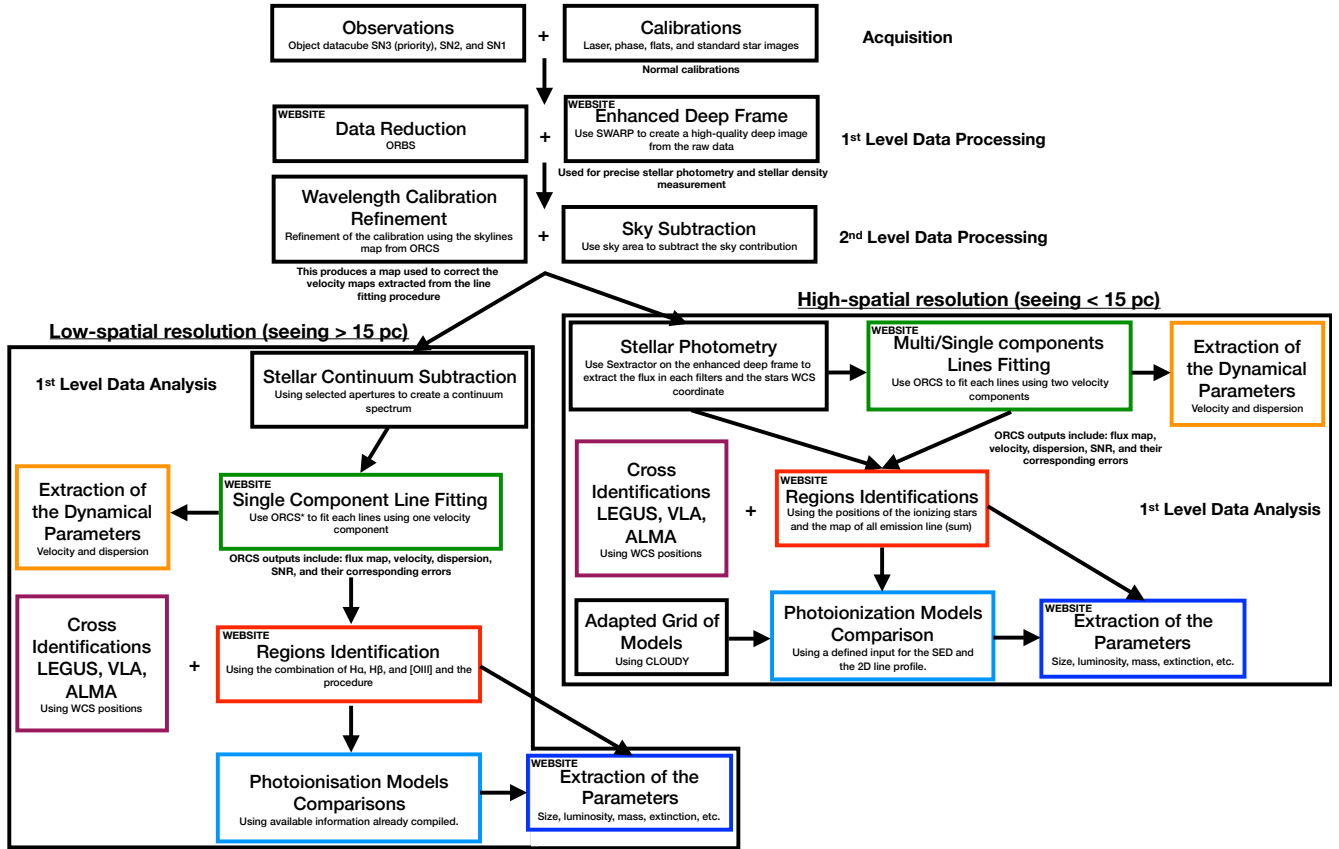 Observations
Object datacube SN3 (priority), SN2, and SN1
+
Calibrations
Laser, phase, flats, and standard star images
Acquisition
Normal calibrations
WEBSITE
Data Reduction
ORBS
+
WEBSITE
Enhanced Deep Frame
Use SWARP to create a high-quality deep image
from the raw data
1st Level Data Processing
Used for precise stellar photometry and stellar density
measurement
Wavelength Calibration
Refinement
Refinement of the calibration using the skylines
map from ORCS
+
Sky Subtraction
Use sky area to subtract the sky contribution
2nd Level Data Processing
This produces a map used to correct the
velocity maps extracted from the line
fitting procedure
Low-spatial resolution (seeing > 15 pc)
1st Level Data Analysis
Stellar Continuum Subtraction
Using selected apertures to create a continuum
spectrum
Extraction of
the Dynamical
Parameters
Velocity and dispersion
WEBSITE
Single Component Line Fitting
Use ORCS* to fit each lines using one velocity
component
ORCS outputs include: flux map, velocity, dispersion,
SNR, and their corresponding errors
Cross
Identifications
LEGUS, VLA,
ALMA
Using WCS positions
+
WEBSITE
Regions Identification
Using the combination of Hα, Hβ, and [OIII] and the
procedure
Photoionisation Models
Comparisons
Using available information already compiled.
WEBSITE
Extraction of the
Parameters
Size, luminosity, mass, extinction, etc.
High-spatial resolution (seeing < 15 pc)
Stellar Photometry
Use Sextractor on the enhanced deep frame to
extract the flux in each filters and the stars WCS
coordinate
WEBSITE
Multi/Single components
Lines Fitting
Use ORCS to fit each lines using two velocity
components
Extraction of
the Dynamical
Parameters
Velocity and dispersion
ORCS outputs include: flux map,
velocity, dispersion, SNR, and their
corresponding errors
Cross
Identifications
LEGUS, VLA,
ALMA
Using WCS positions
+
WEBSITE
Regions Identifications
Using the positions of the ionizing stars
and the map of all emission line (sum)
1st Level Data Analysis
Adapted Grid of
Models
Using CLOUDY
Photoionization Models
Comparison
Using a defined input for the SED and
the 2D line profile.
WEBSITE
Extraction of the
Parameters
Size, luminosity, mass, extinction, etc.